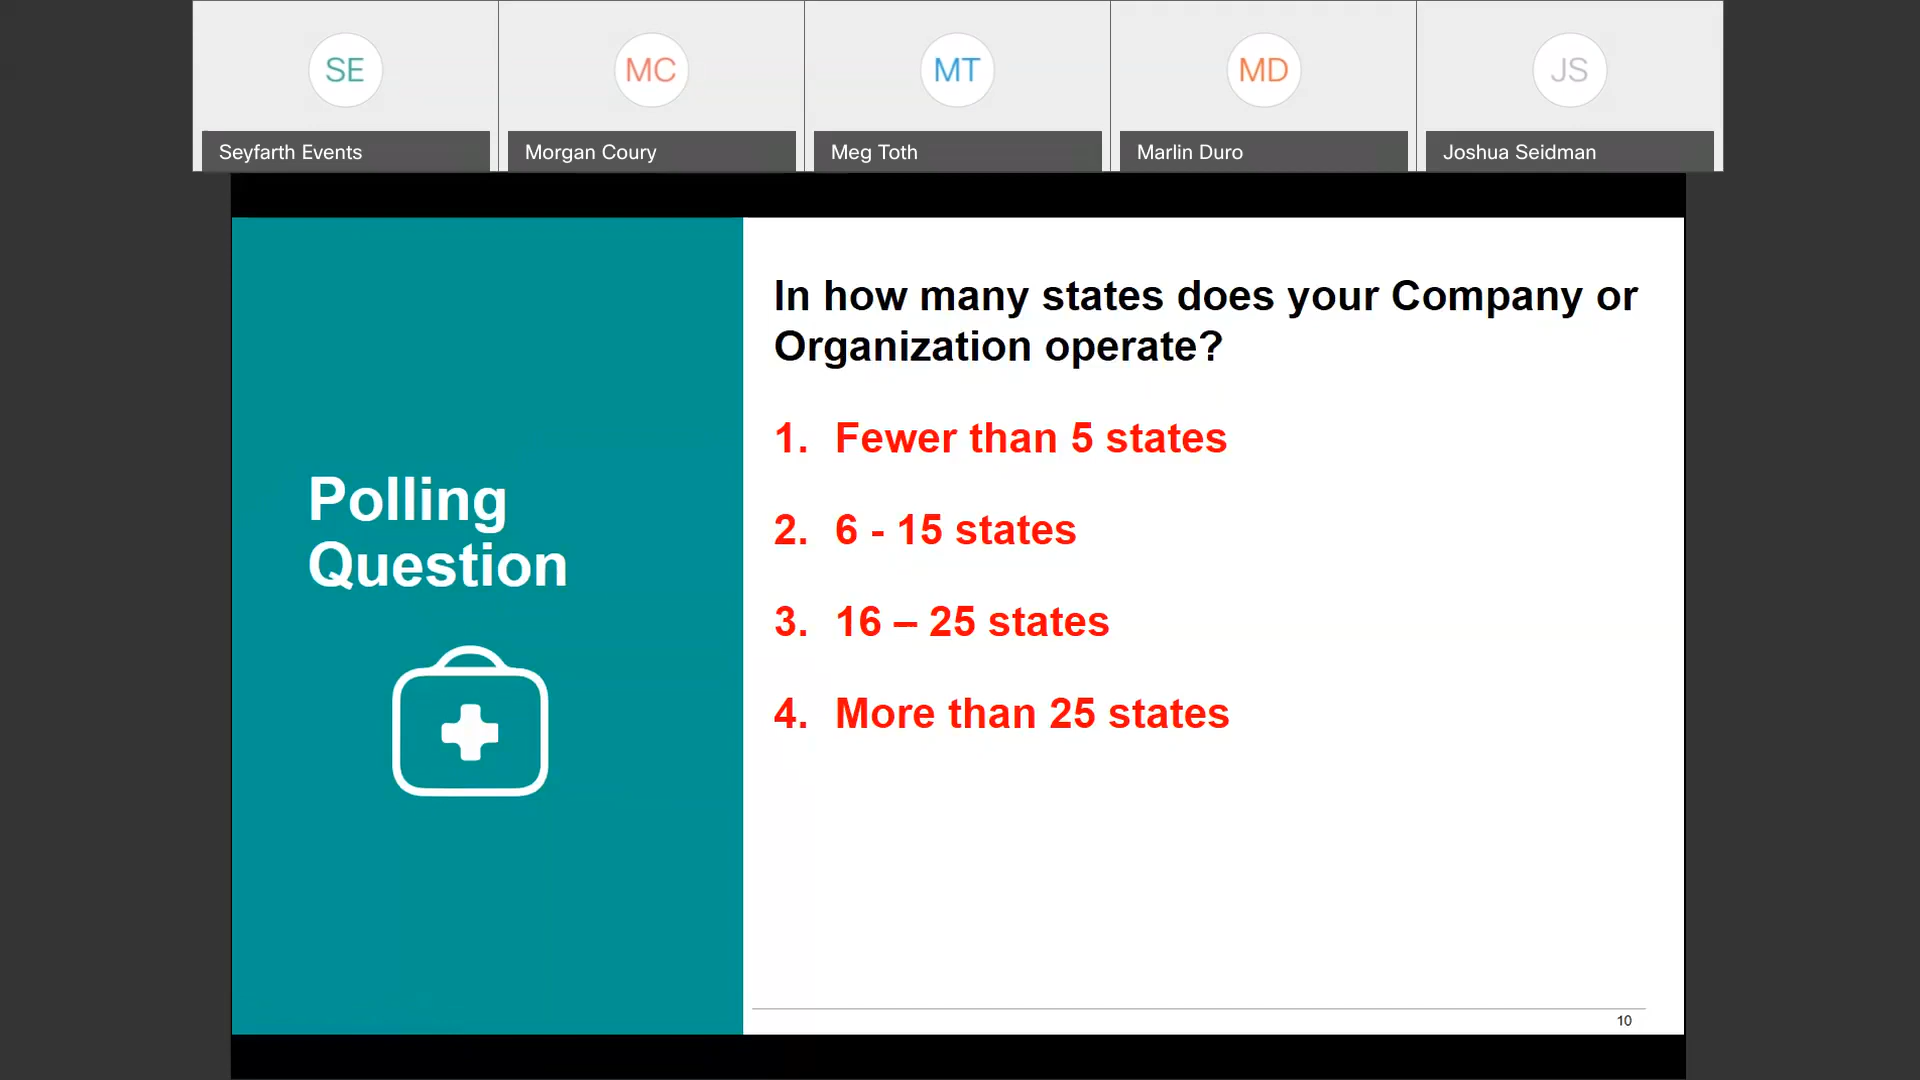 SE
MC
MT
MD
JS
Seyfarth Events
Morgan Coury
Meg Toth
Marlin Duro
Joshua Seidman
Polling
Question
In how many states does your Company or
Organization operate?
1. Fewer than 5 states
2. 6 - 15 states
3. 16 – 25 states
4. More than 25 states
10